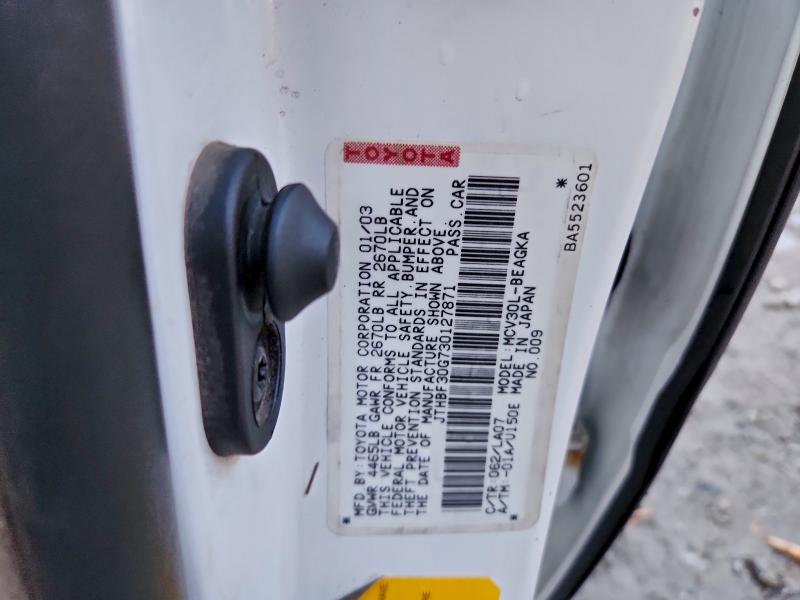 TOYOTA
MFD BY: TOYOTA MOTOR CORPORATION 01/03
GVWR 4465LB GAWR FR 2670LB RR 2670LB
THIS VEHICLE CONFORMS TO ALL APPLICABLE
FEDERAL MOTOR VEHICLE SAFETY, BUMPER, AND
THEFT PREVENTION STANDARDS IN EFFECT ON
THE DATE OF MANUFACTURE SHOWN ABOVE.
JTHBF30G730127871 PASS. CAR
C/TR: 062/LA07 MODEL: MCV30L-BEAGKA
A/TM: -01A/U150E MADE IN JAPAN
NO. 009
* *
BA5523601